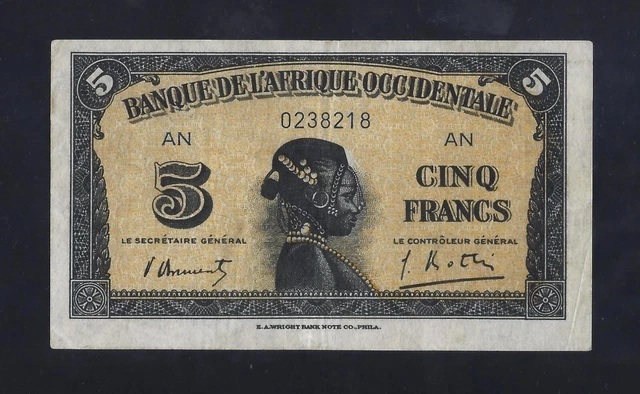 5 5
BANQUE DE L'AFRIQUE OCCIDENTALE
0238218
AN AN
5 CINQ
FRANCS
LE SECRÉTAIRE GÉNÉRAL LE CONTRÔLEUR GÉNÉRAL
E. A. WRIGHT BANK NOTE CO., PHILA.